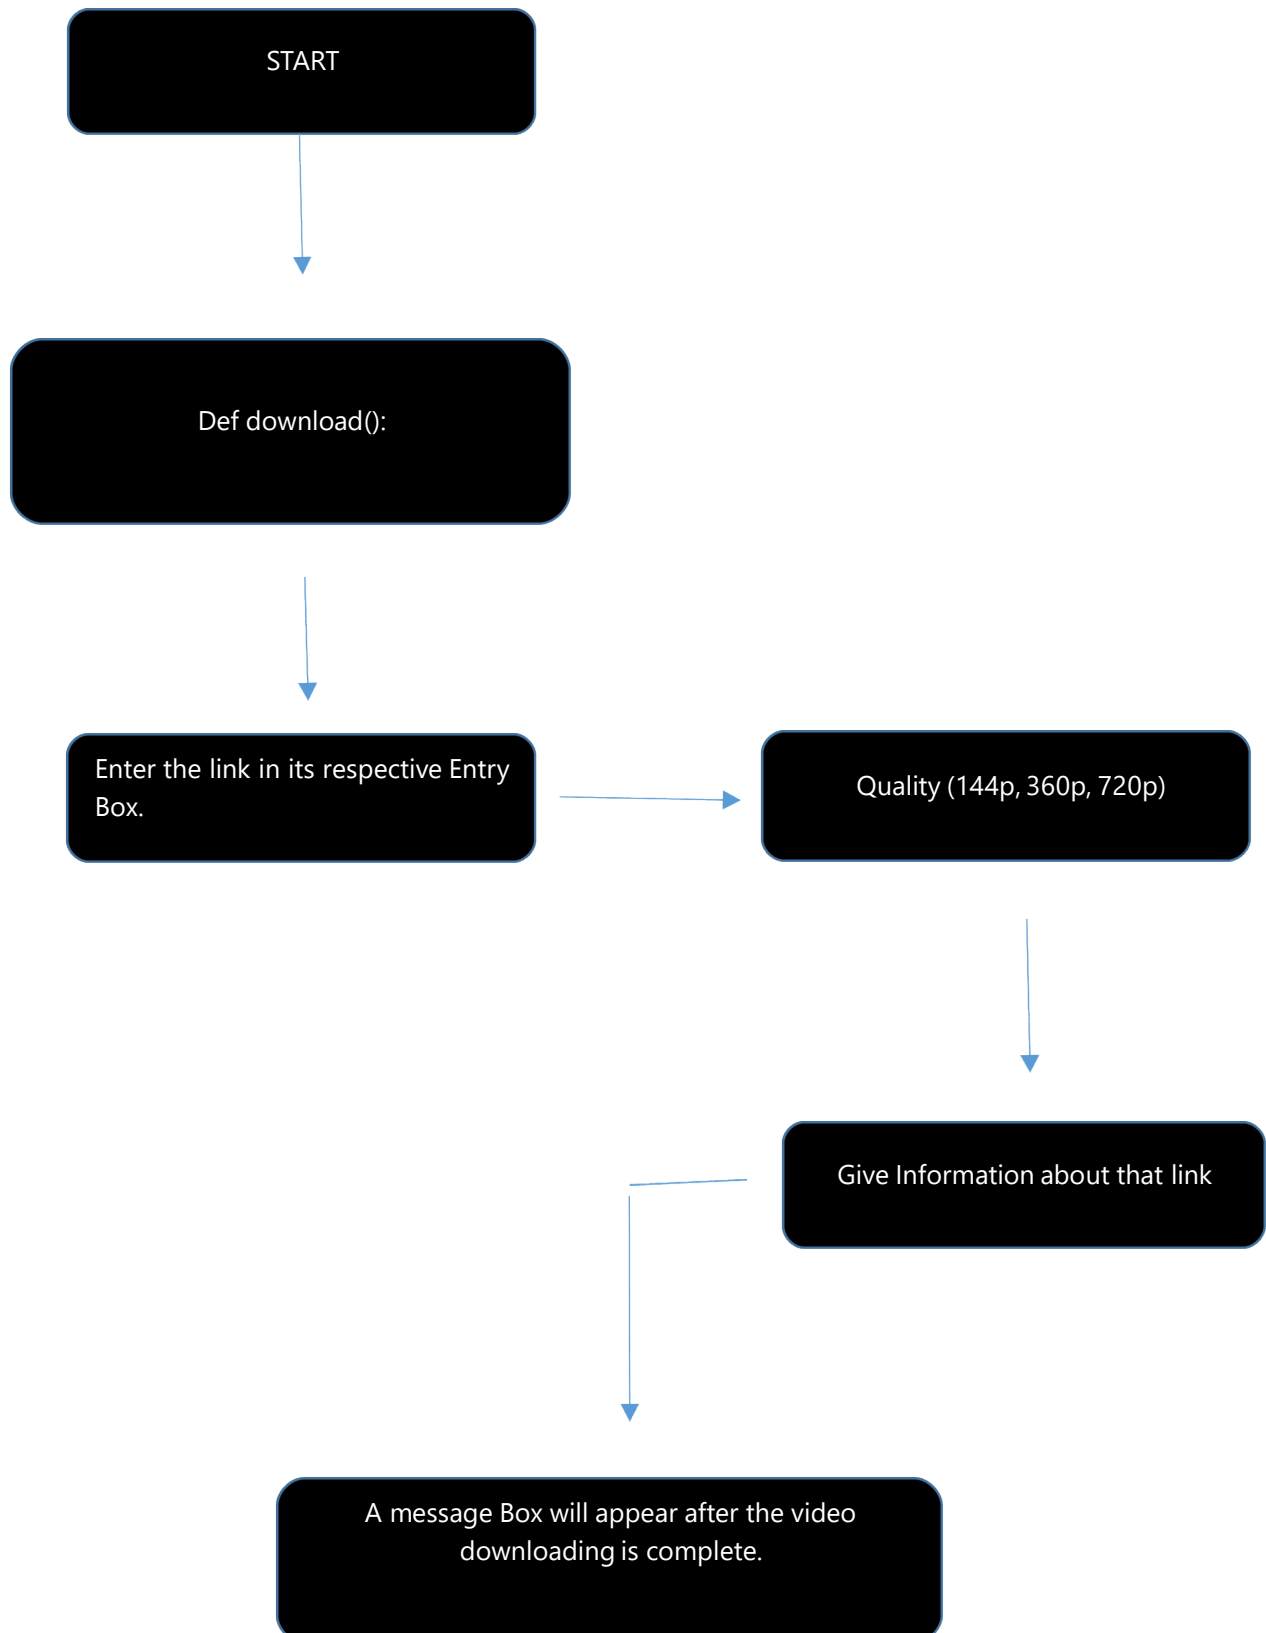 START
Def download():
Enter the link in its respective Entry
Box.
Quality (144p, 360p, 720p)
Give Information about that link
A message Box will appear after the video
downloading is complete.